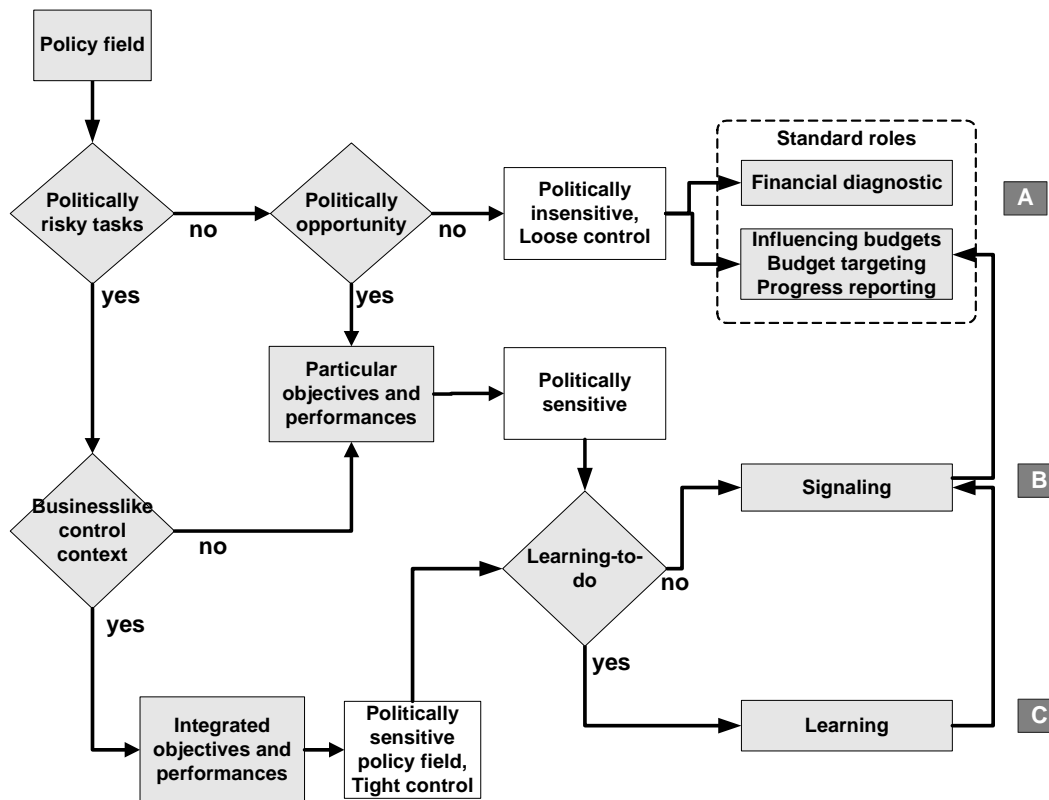 Policy field
Politically
risky tasks
no
yes
Politically
opportunity
no
yes
Politically
insensitive,
Loose control
Standard roles
Financial diagnostic
Influencing budgets
Budget targeting
Progress reporting
A
Particular
objectives and
performances
Politically
sensitive
Businesslike
control
context
no
yes
Learning-to-
do
no
yes
Signaling
B
Integrated
objectives and
performances
Politically
sensitive
policy field,
Tight control
Learning
C